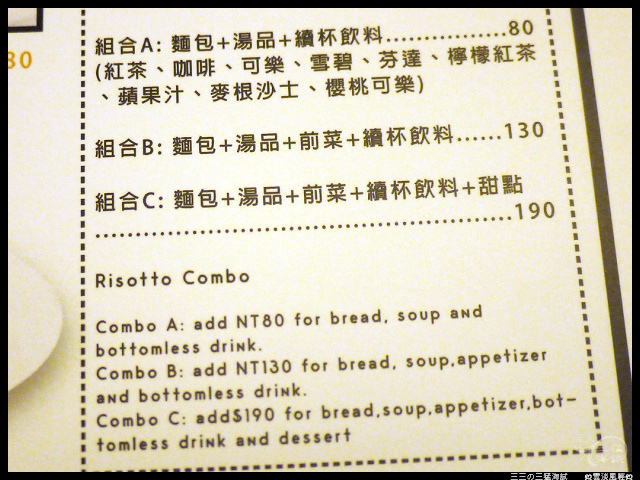 80
組合A: 麵包+湯品+續杯飲料...............80
(紅茶、咖啡、可樂、雪碧、芬達、檸檬紅茶
、蘋果汁、麥根沙士、櫻桃可樂)
組合B: 麵包+湯品+前菜+續杯飲料......130
組合C: 麵包+湯品+前菜+續杯飲料+甜點
.............................................190
Risotto Combo
Combo A: add NT80 for bread, soup and
bottomless drink.
Combo B: add NT130 for bread, soup,appetizer
and bottomless drink.
Combo C: add$190 for bread,soup,appetizer,bot-
tomless drink and dessert